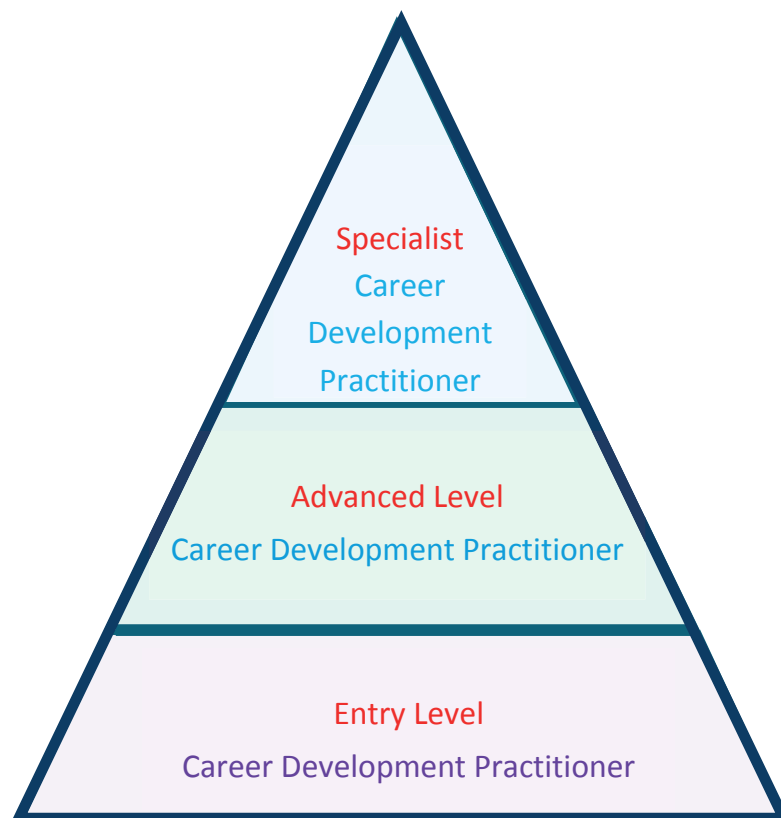 Specialist
Career
Development
Practitioner
Advanced Level
Career Development Practitioner
Entry Level
Career Development Practitioner